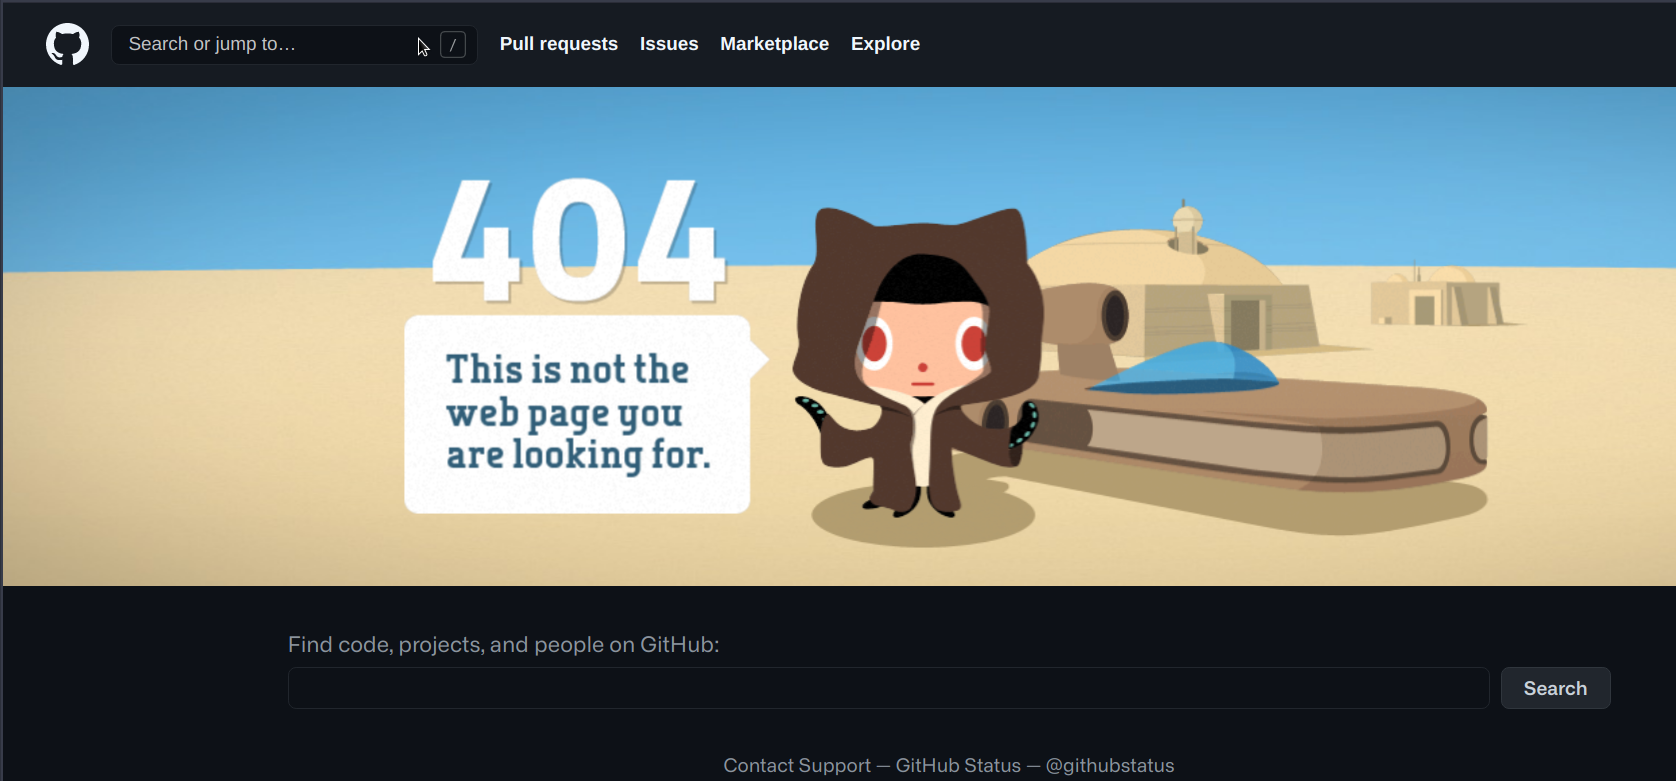 Search or jump to…
/
Pull requests
Issues
Marketplace
Explore
404
This is not the
web page you
are looking for.
Find code, projects, and people on GitHub:
Search
Contact Support — GitHub Status — @githubstatus